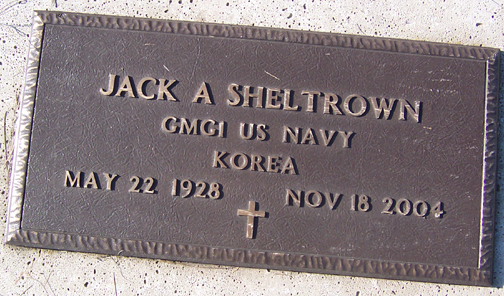 JACK A SHELTROWN
GMG1 US NAVY
KOREA
MAY 22 1928 NOV 18 2004